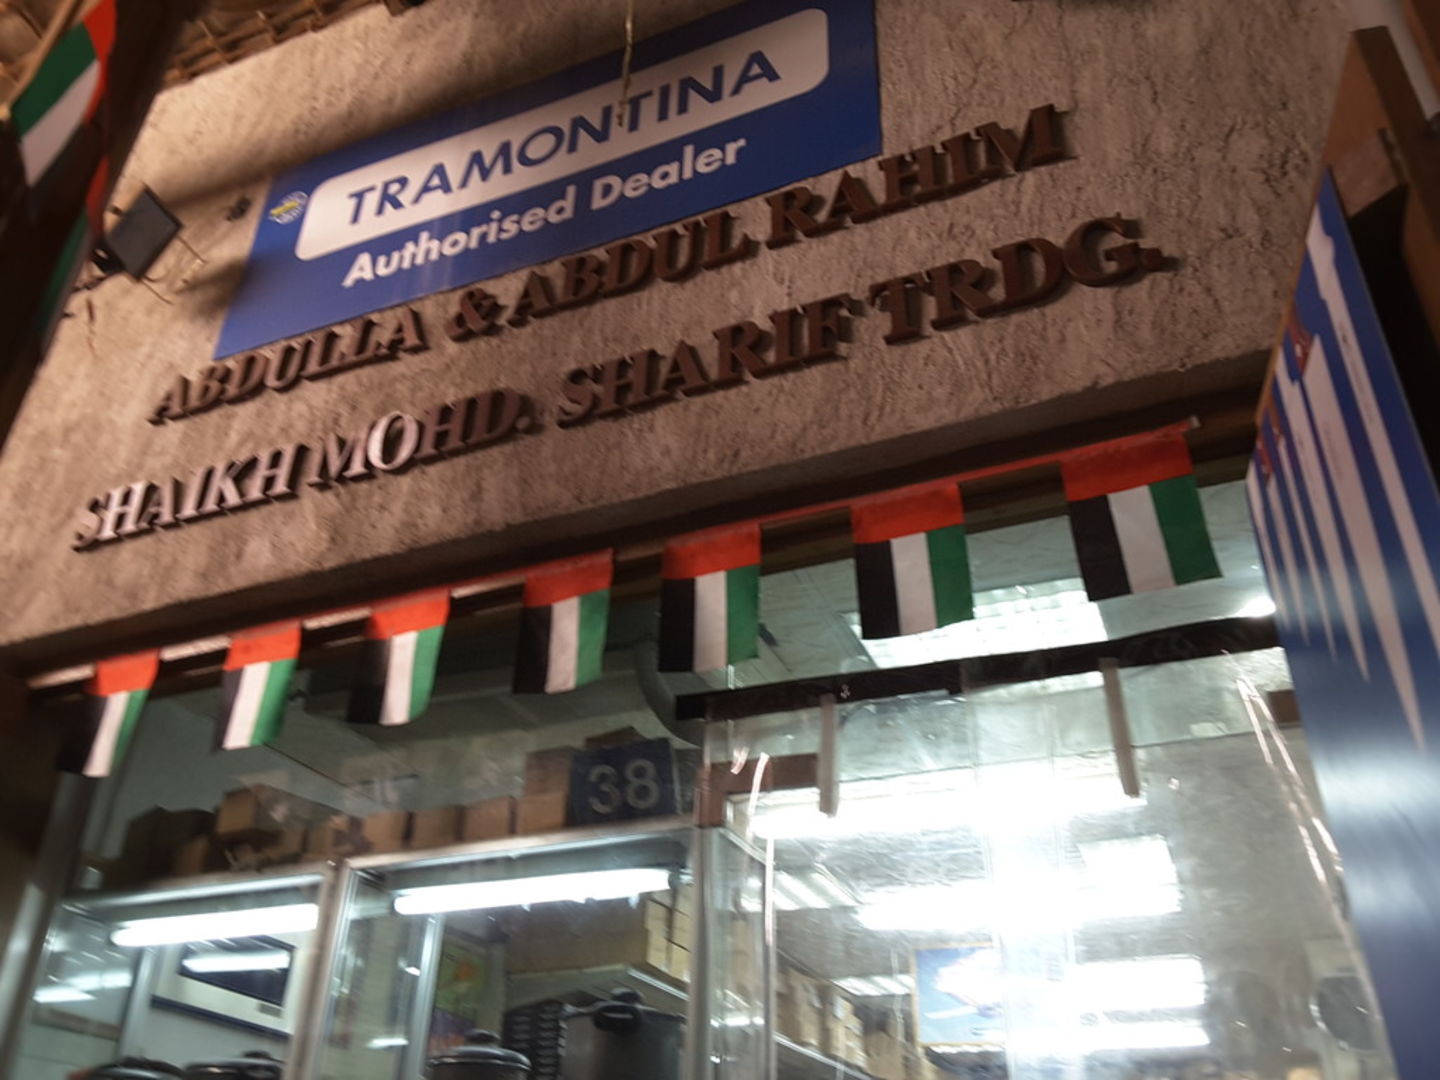 TRAMONTINA
Authorised Dealer
ABDULLA & ABDUL RAHIM
SHAIKH MOHD. SHARIF TRDG.
38